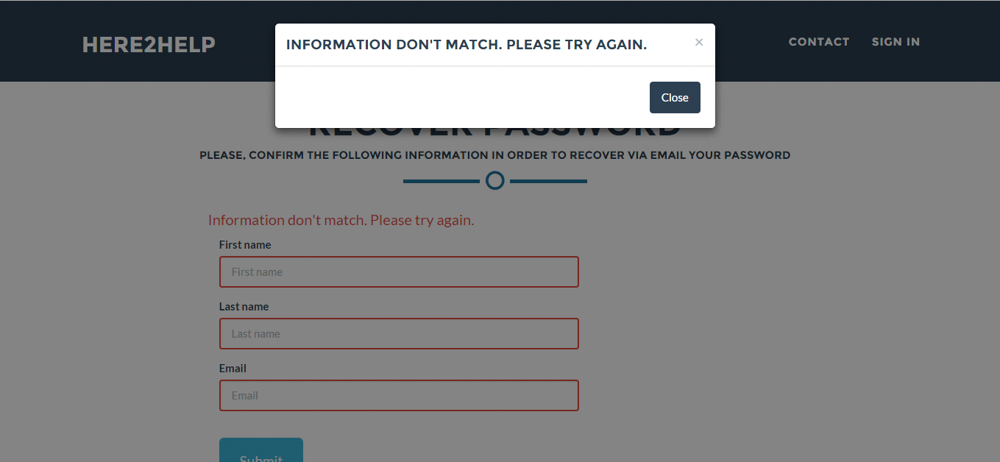 HERE2HELP
INFORMATION DON'T MATCH. PLEASE TRY AGAIN.
×
CONTACT
SIGN IN
Close
RECOVER PASSWORD
PLEASE, CONFIRM THE FOLLOWING INFORMATION IN ORDER TO RECOVER VIA EMAIL YOUR PASSWORD
Information don't match. Please try again.
First name
First name
Last name
Last name
Email
Email
Submit